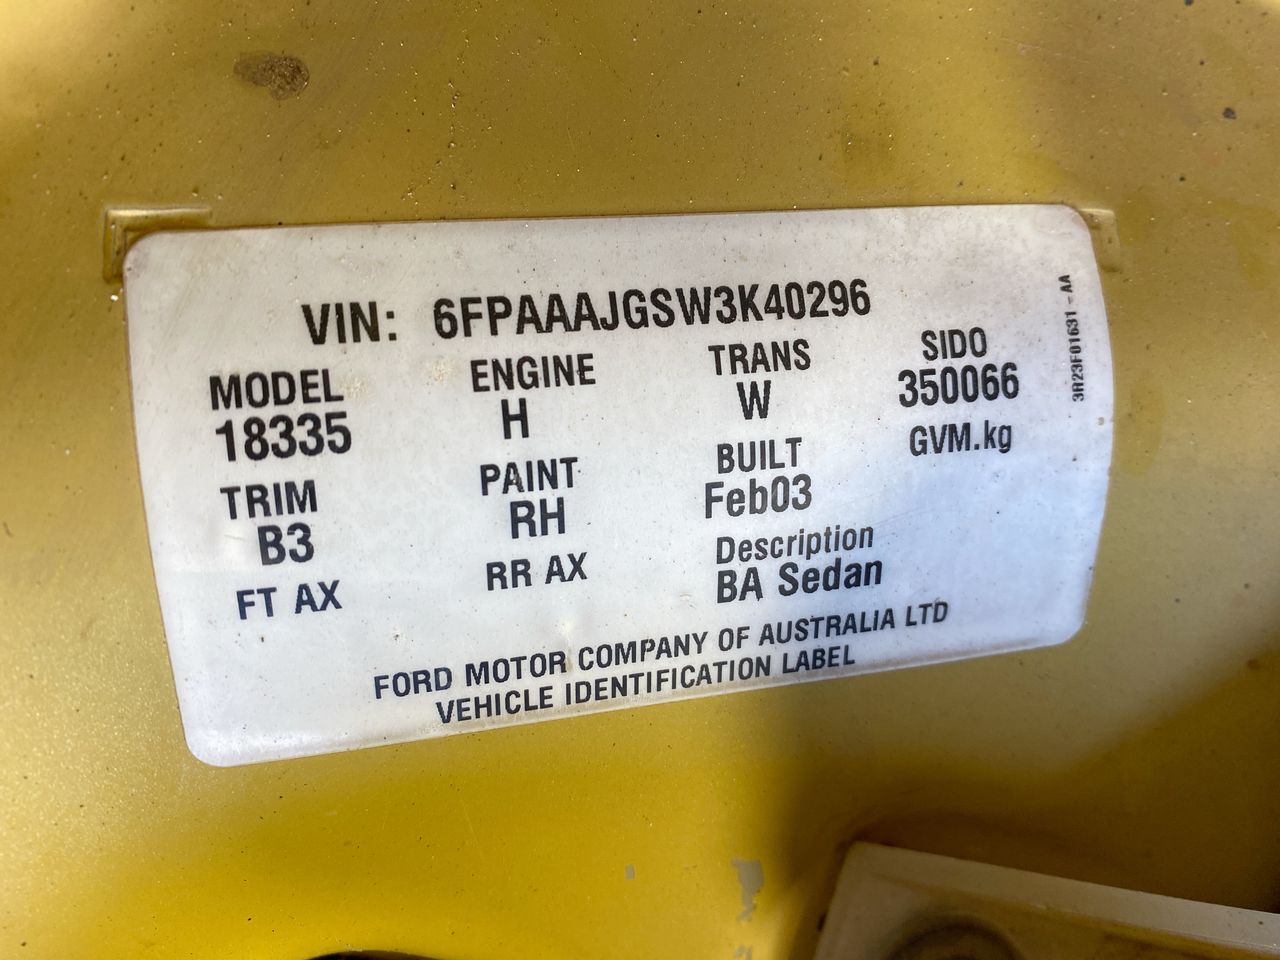 VIN: 6FPAAAJGSW3K40296
MODEL ENGINE TRANS SIDO
18335 H W 350066
TRIM PAINT BUILT GVM.kg
B3 RH Feb03
FT AX RR AX Description
BA Sedan
FORD MOTOR COMPANY OF AUSTRALIA LTD
VEHICLE IDENTIFICATION LABEL
3R23F01631-AA